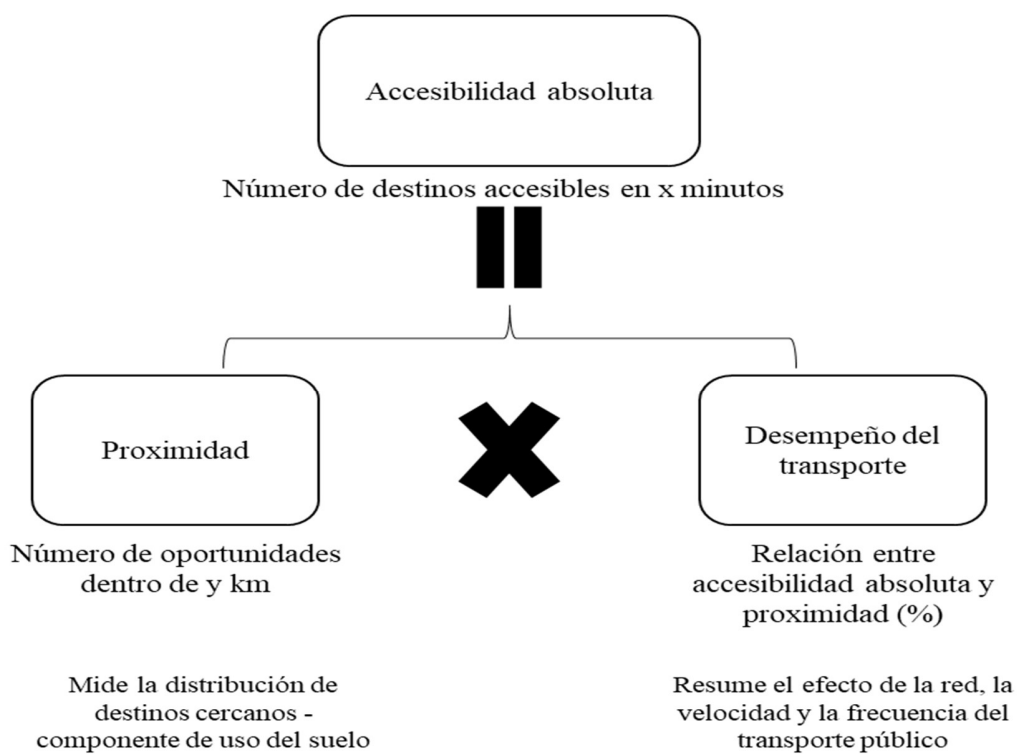 Accesibilidad absoluta
Número de destinos accesibles en x minutos
Proximidad
Número de oportunidades
dentro de y km
Mide la distribución de
destinos cercanos -
componente de uso del suelo
Desempeño del
transporte
Relación entre
accesibilidad absoluta y
proximidad (%)
Resume el efecto de la red, la
velocidad y la frecuencia del
transporte público